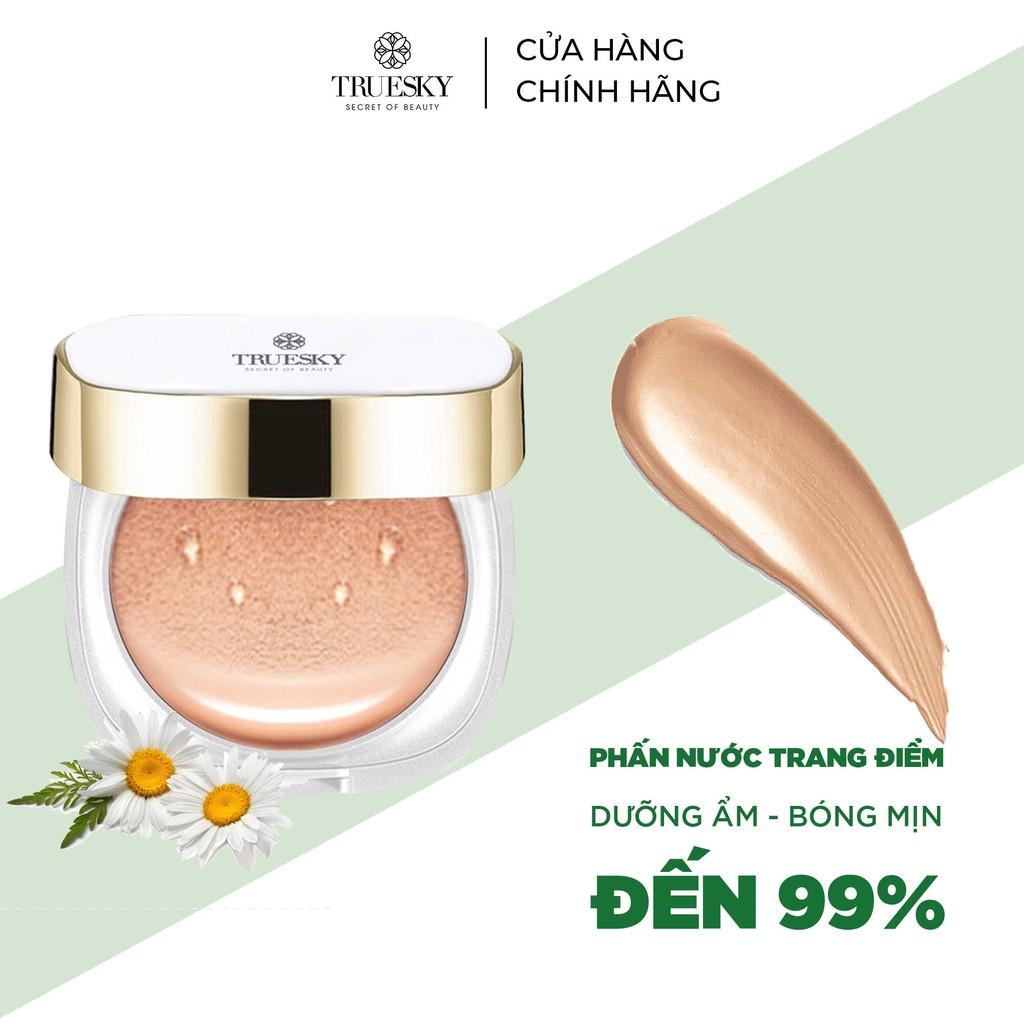 TRUESKY
SECRET OF BEAUTY
CỬA HÀNG
CHÍNH HÃNG
TRUESKY
SECRET OF BEAUTY
PHẤN NƯỚC TRANG ĐIỂM
DƯỠNG ẨM - BÓNG MỊN
ĐẾN 99%